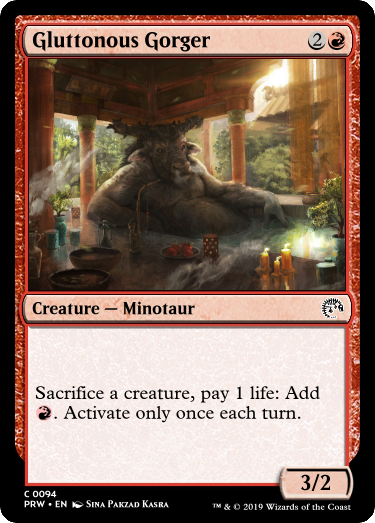 Gluttonous Gorger 2
Creature — Minotaur
Sacrifice a creature, pay 1 life: Add
. Activate only once each turn.
3/2
C 0094
PRW • EN Sina Pakzad Kasra
™ & © 2019 Wizards of the Coast